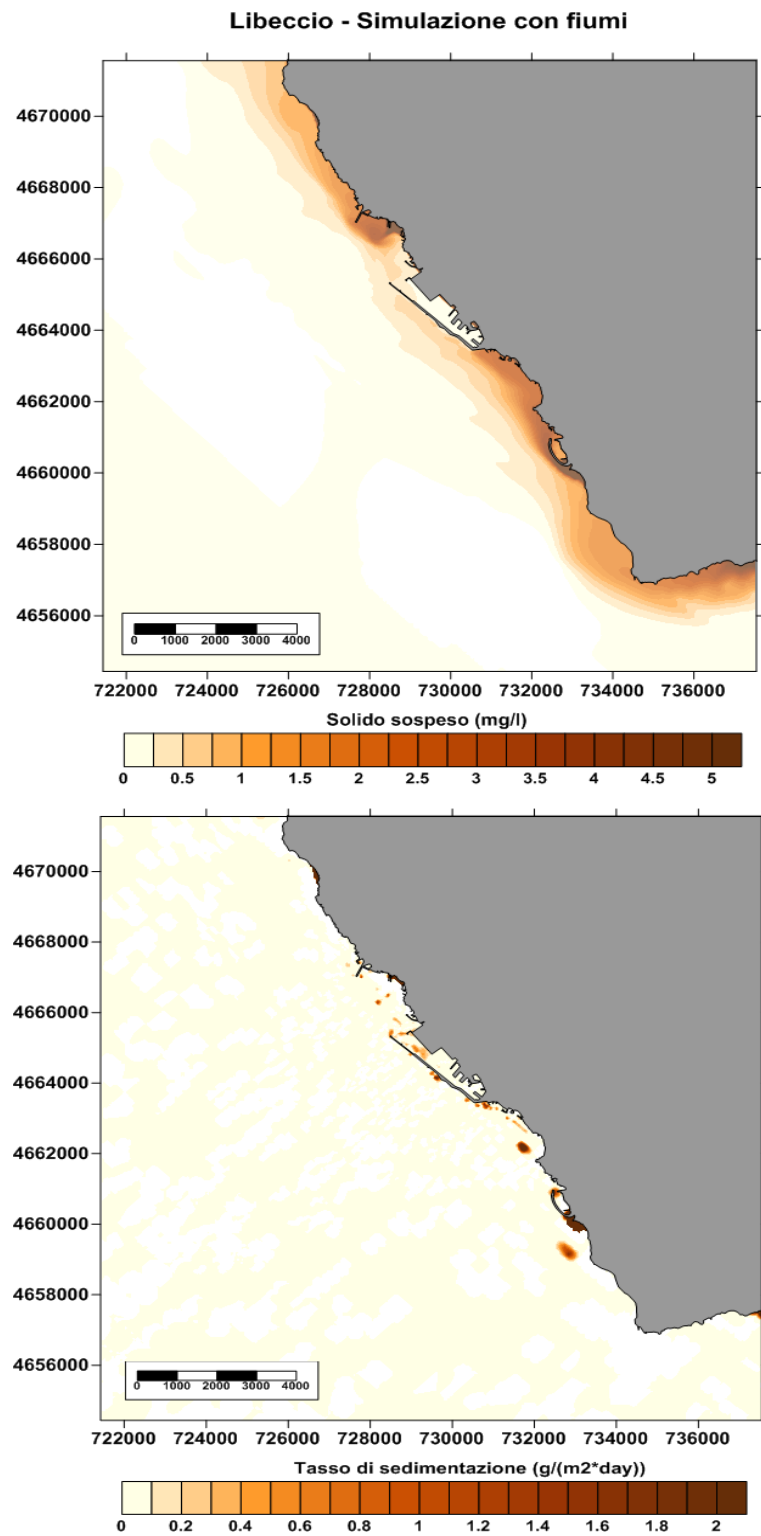 Libeccio - Simulazione con fiumi
4670000
4668000
4666000
4664000
4662000
4660000
4658000
4656000
0 1000 2000 3000 4000
722000 724000 726000 728000 730000 732000 734000 736000
Solido sospeso (mg/l)
0 0.5 1 1.5 2 2.5 3 3.5 4 4.5 5
4670000
4668000
4666000
4664000
4662000
4660000
4658000
4656000
0 1000 2000 3000 4000
722000 724000 726000 728000 730000 732000 734000 736000
Tasso di sedimentazione (g/(m2*day))
0 0.2 0.4 0.6 0.8 1 1.2 1.4 1.6 1.8 2